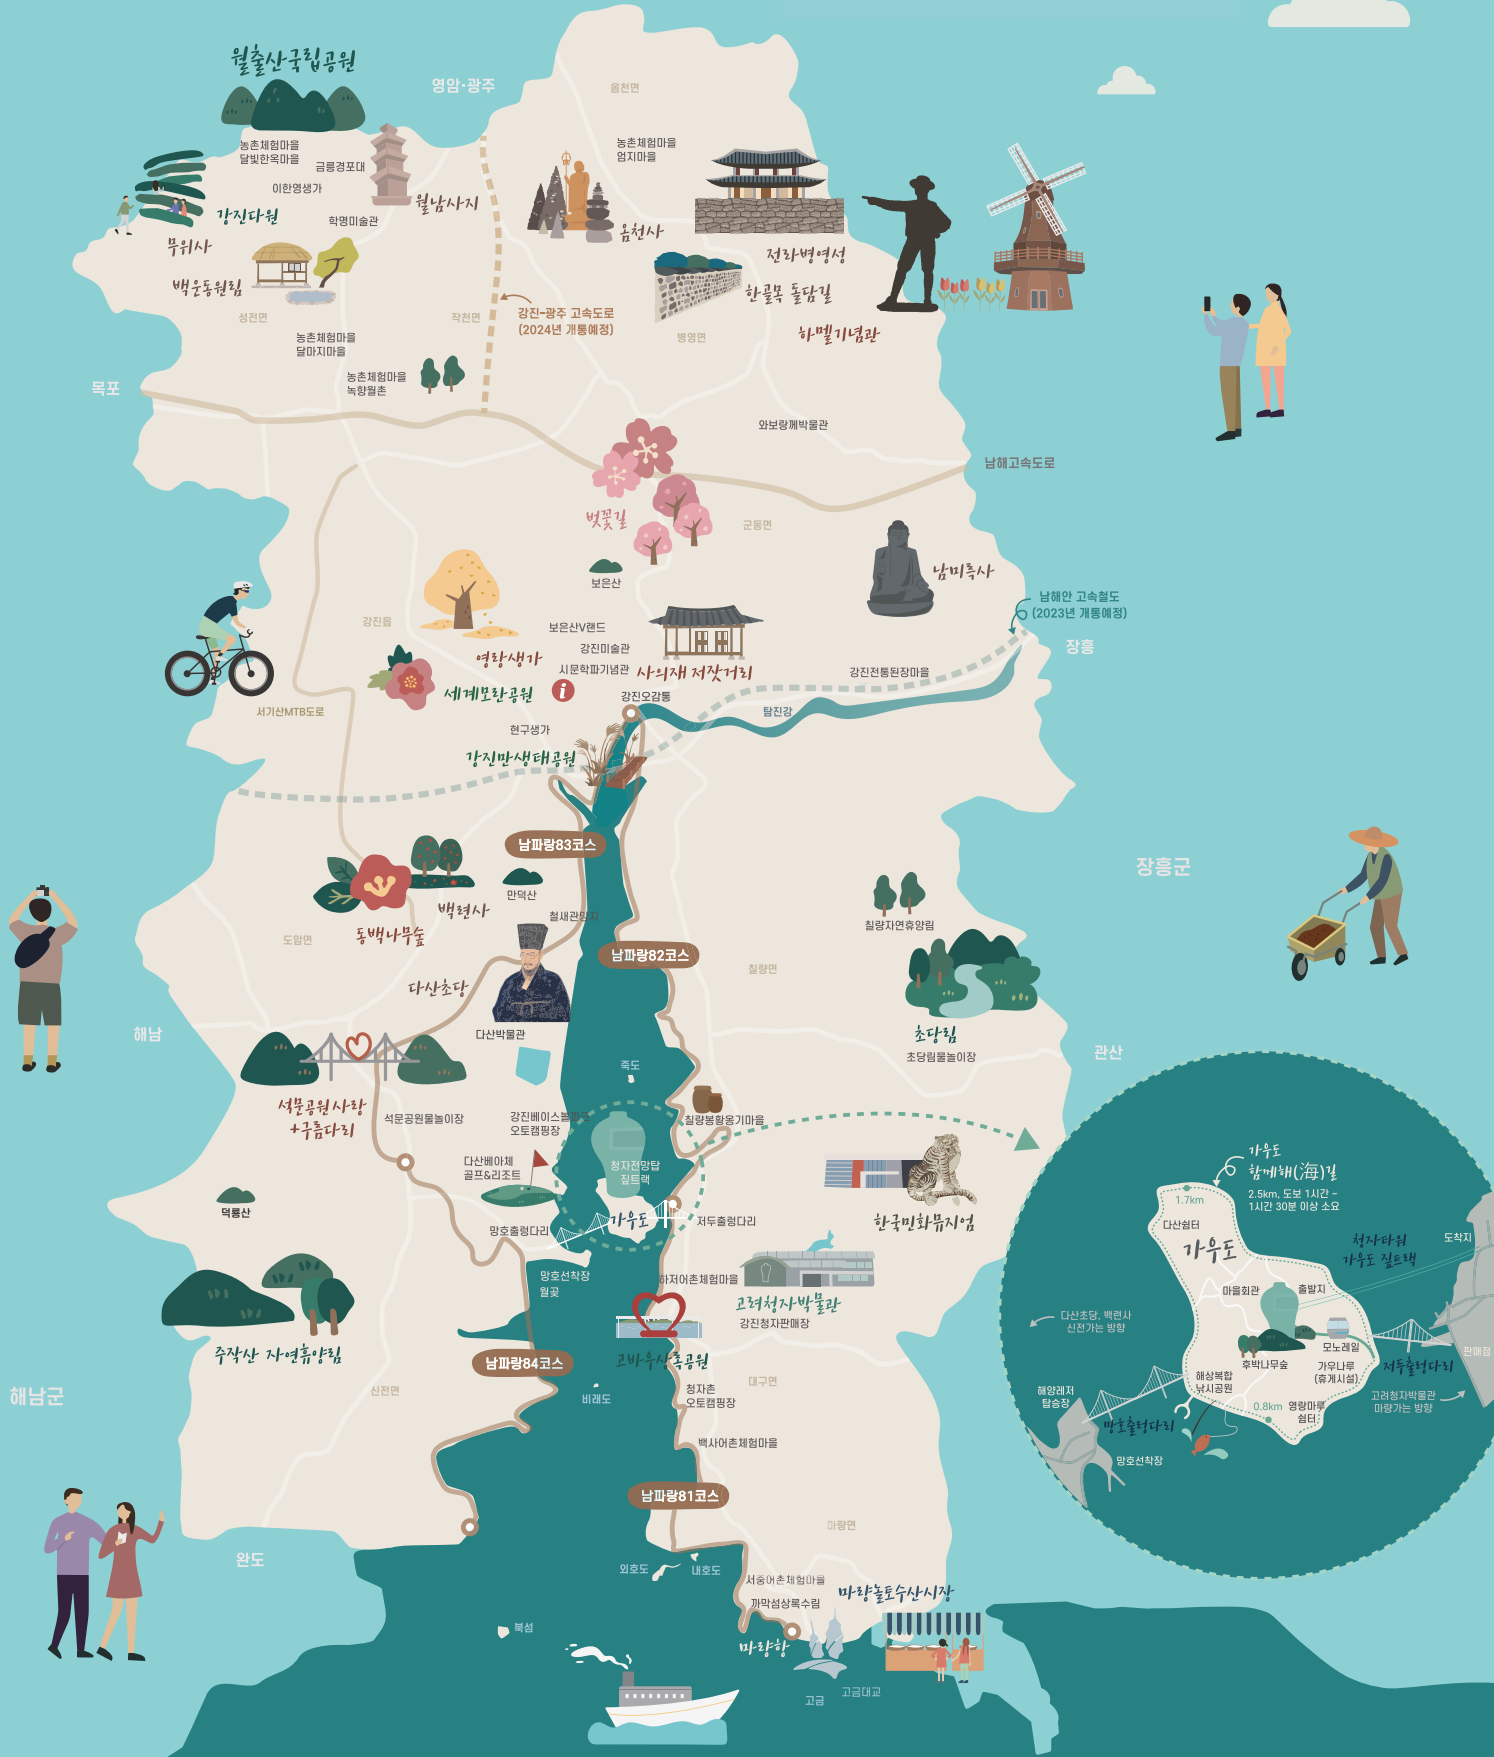 월출산국립공원
영암·광주
옴천면
농촌체험마을
달빛한옥마을
금릉경포대
이한영생가
농촌체험마을
엄지마을
강진다원
학명미술관
월남사지
옴천사
무위사
백운동원림
전라병영성
한골목 돌담길
하멜기념관
성전면
작천면
병영면
강진-광주 고속도로
(2024년 개통예정)
농촌체험마을
달마지마을
농촌체험마을
녹향월촌
목포
와보랑께박물관
남해고속도로
벚꽃길
군동면
보은산
남미륵사
남해안 고속철도
(2023년 개통예정)
장흥
강진읍
보은산V랜드
강진미술관
시문학파기념관
영랑생가
세계모란공원
i
사의재 저잣거리
강진오감통
강진전통된장마을
탐진강
서기산MTB도로
현구생가
강진만생태공원
남파랑83코스
만덕산
철새관망지
백련사
동백나무숲
도암면
남파랑82코스
칠량면
칠량자연휴양림
장흥군
다산초당
다산박물관
초당림
초당림물놀이장
해남
관산
죽도
석문공원 사랑
+구름다리
석문공원물놀이장
강진베이스볼파크
오토캠핑장
칠량봉황옹기마을
다산베아체
골프&리조트
청자전망탑
짚트랙
덕룡산
망호출렁다리
가우도
저두출렁다리
한국민화뮤지엄
망호선착장
월곶
하저어촌체험마을
고려청자박물관
강진청자판매장
주작산 자연휴양림
남파랑84코스
고바우상록공원
신전면
비래도
청자촌
오토캠핑장
대구면
백사어촌체험마을
해남군
남파랑81코스
마량면
완도
외호도
내호도
서중어촌체험마을
까막섬상록수림
마량놀토수산시장
북섬
마량항
고금
고금대교
가우도
함께해(海)길
2.5km, 도보 1시간 ~
1시간 30분 이상 소요
1.7km
다산쉼터
가우도
청자타워
가우도 짚트랙
도착지
마을회관
출발지
다산초당, 백련사
신전가는 방향
모노레일
후박나무숲
가우나루
(휴게시설)
저두출렁다리
판매점
해상복합
낚시공원
해양레저
탑승장
0.8km
영랑마루
쉼터
고려청자박물관
마량가는 방향
망호출렁다리
망호선착장